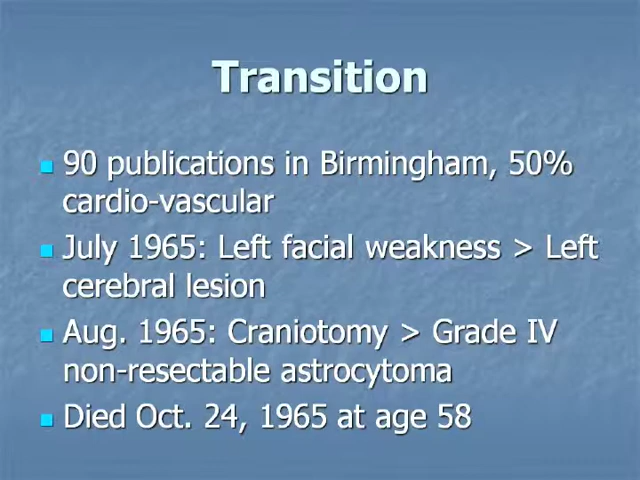 Transition
90 publications in Birmingham, 50%
cardio-vascular
July 1965: Left facial weakness > Left
cerebral lesion
Aug. 1965: Craniotomy > Grade IV
non-resectable astrocytoma
Died Oct. 24, 1965 at age 58